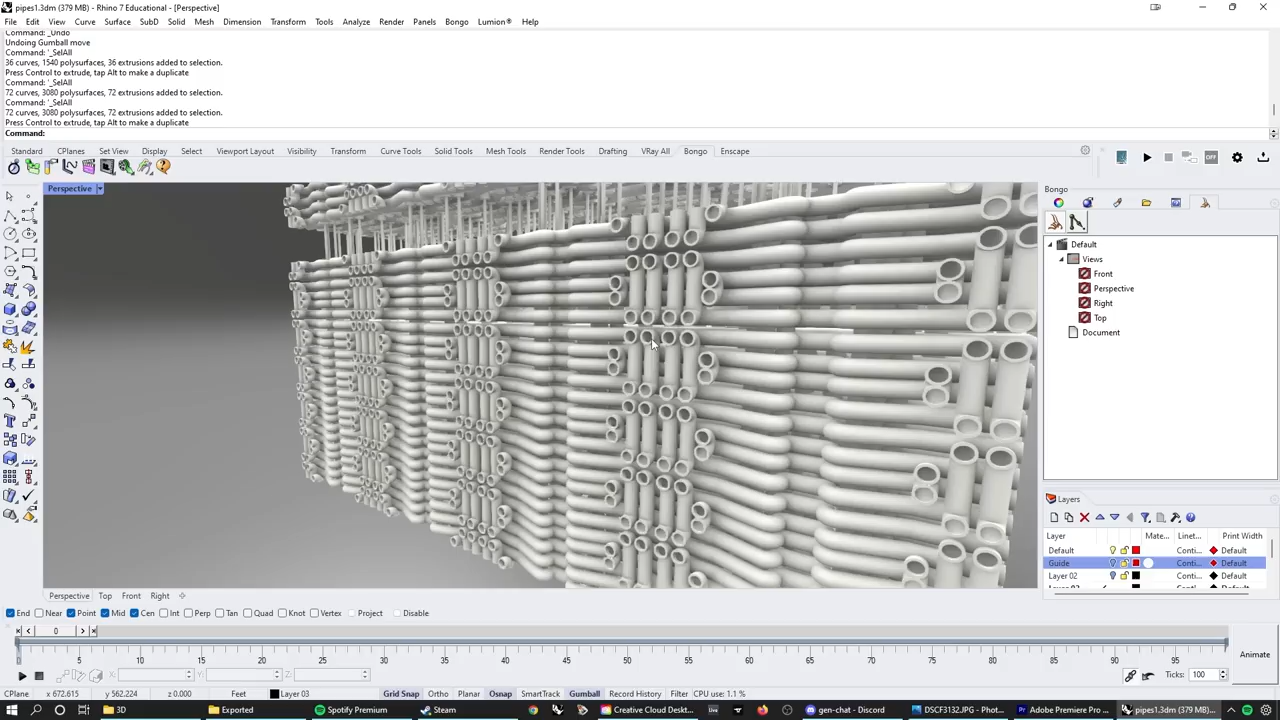 pipes1.3dm (379 MB) - Rhino 7 Educational - [Perspective]
File Edit View Curve Surface Solid SubD Mesh Dimension Transform Tools Analyze Render Panels Bongo Lumion® Help
Command: _Undo
Undoing Gumball move
Command: '_SelAll
36 curves, 1540 polysurfaces, 36 extrusions added to selection.
Press Control to extrude, tap Alt to make a duplicate
Command: '_SelAll
72 curves, 3080 polysurfaces, 72 extrusions added to selection.
Command: '_SelAll
72 curves, 3080 polysurfaces, 72 extrusions added to selection.
Press Control to extrude, tap Alt to make a duplicate
Command:
Standard CPlanes Set View Display Select Viewport Layout Visibility Transform Curve Tools Solid Tools Mesh Tools Render Tools Drafting VRay All Bongo Enscape
OFF
Perspective
Bongo
Default
Views
Front
Perspective
Right
Top
Document
Layers
Layer Mate... Linet... Print Width
Default Conti... Default
Guide Conti... Default
Layer 02 Conti... Default
Perspective Top Front Right
End Near Point Mid Cen Int Perp Tan Quad Knot Vertex Project Disable
0
0 5 10 15 20 25 30 35 40 45 50 55 60 65 70 75 80 85 90 95
Animate
X: Y: Z: Ticks: 100
CPlane x 672.615 y 562.224 z 0.000 Feet Layer 03 Grid Snap Ortho Planar Osnap SmartTrack Gumball Record History Filter CPU use: 1.1 %
3D Exported Spotify Premium Steam Creative Cloud Desk... Live gen-chat - Discord DSCF3132.JPG - Phot... Adobe Premiere Pro ... pipes1.3dm (379 MB)...